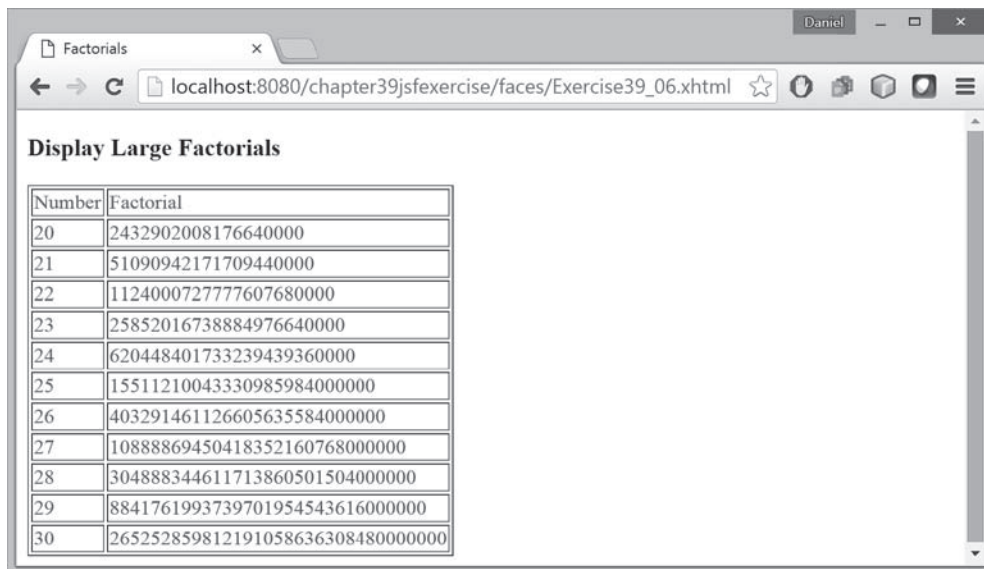 Daniel
Factorials
localhost:8080/chapter39jsfexercise/faces/Exercise39_06.xhtml
Display Large Factorials
Number Factorial
20 2432902008176640000
21 51090942171709440000
22 1124000727777607680000
23 25852016738884976640000
24 620448401733239439360000
25 15511210043330985984000000
26 403291461126605635584000000
27 10888869450418352160768000000
28 304888344611713860501504000000
29 8841761993739701954543616000000
30 265252859812191058636308480000000